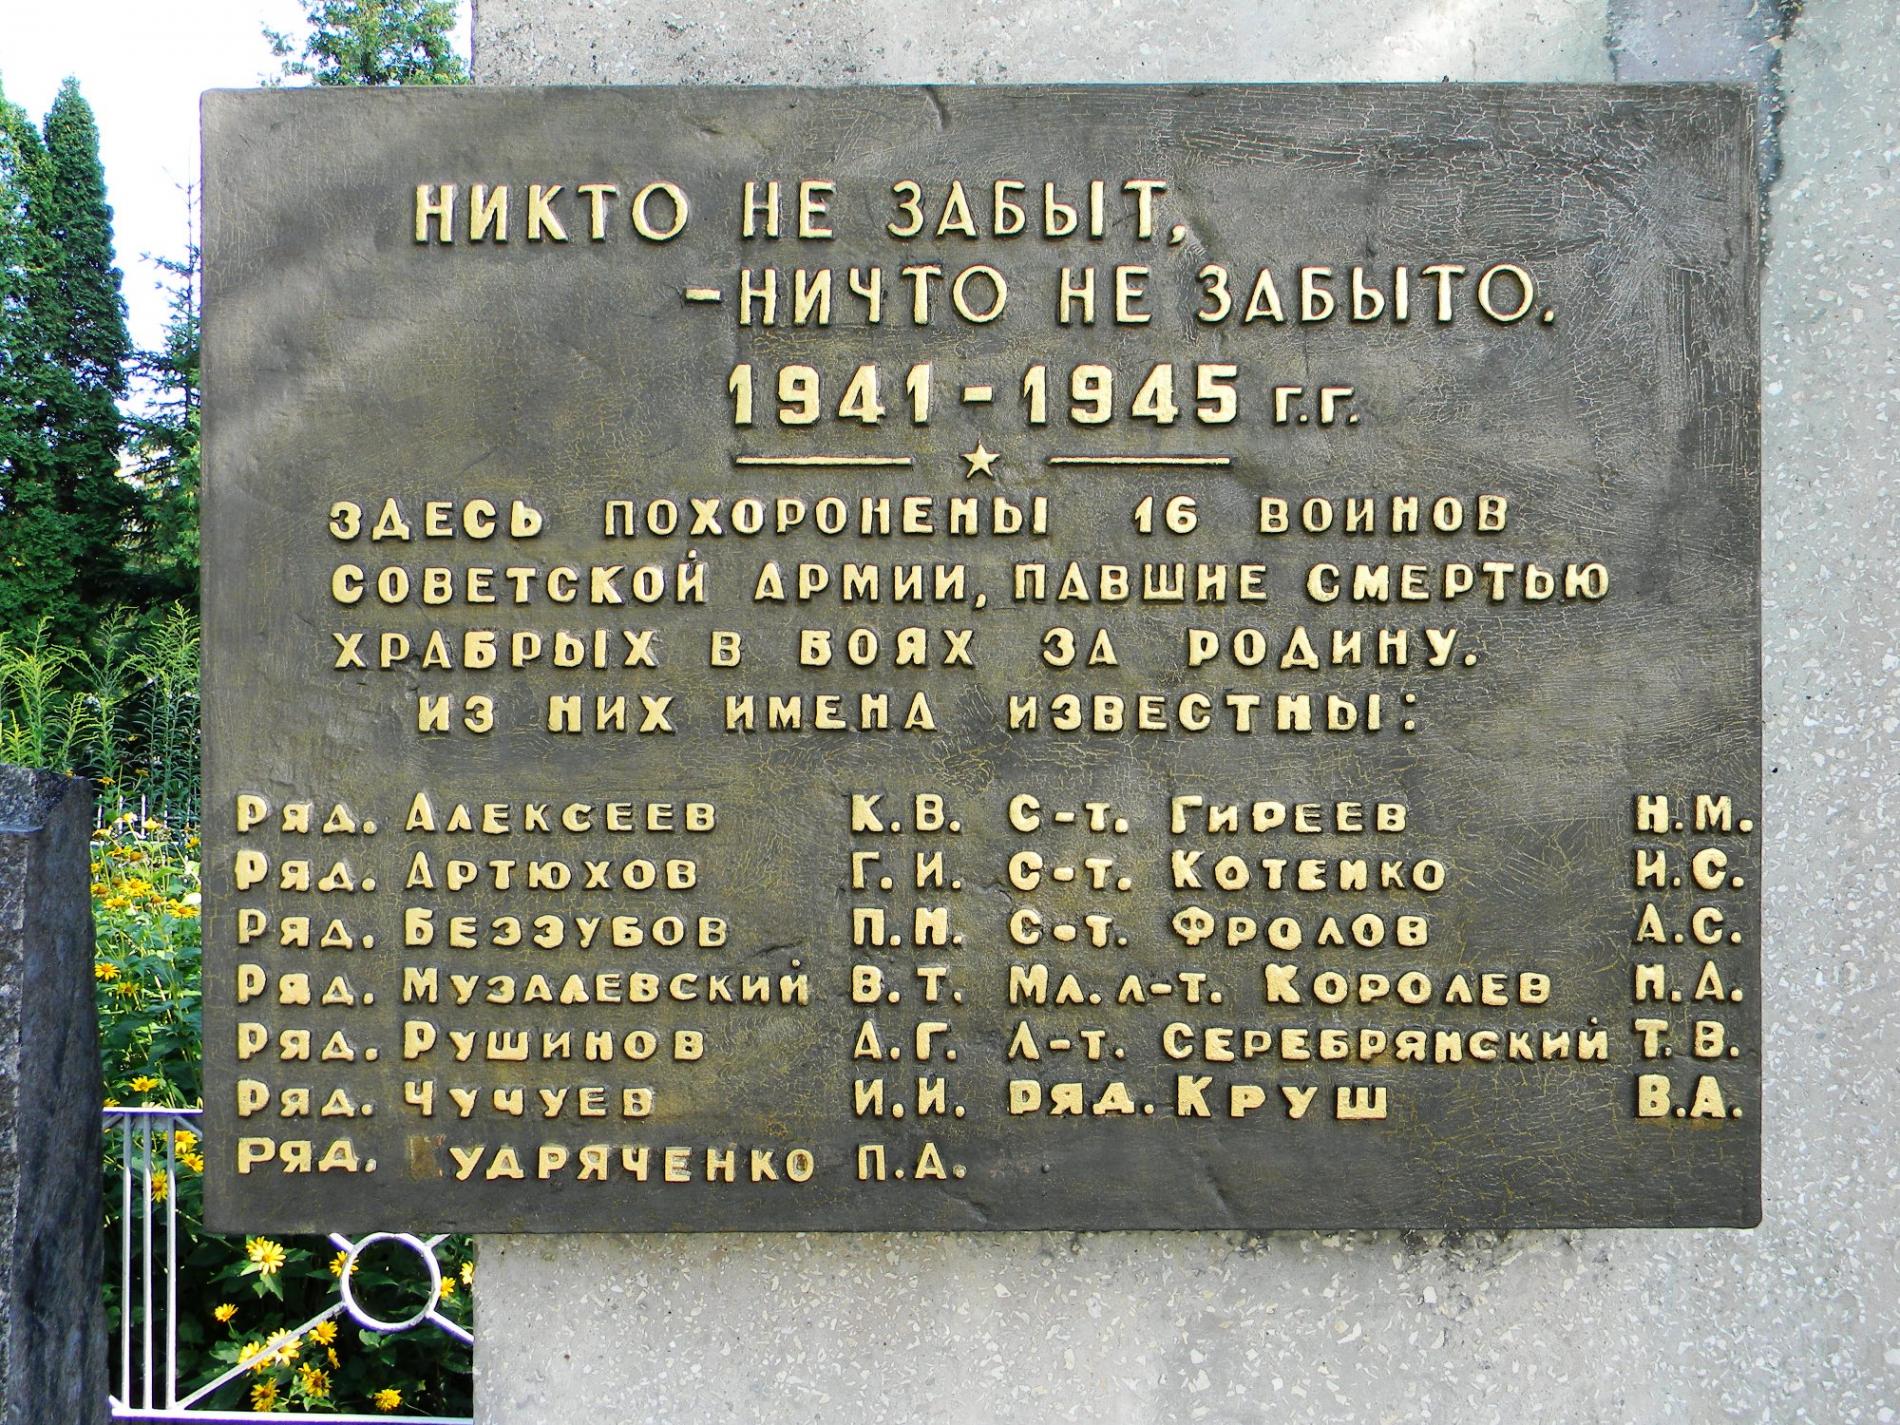 НИКТО НЕ ЗАБЫТ,
-НИЧТО НЕ ЗАБЫТО.
1941-1945 г.г.
ЗДЕСЬ ПОХОРОНЕНЫ 16 ВОИНОВ
СОВЕТСКОЙ АРМИИ, ПАВШИЕ СМЕРТЬЮ
ХРАБРЫХ В БОЯХ ЗА РОДИНУ.
ИЗ НИХ ИМЕНА ИЗВЕСТНЫ:
РЯД. АЛЕКСЕЕВ К.В. С-Т. ГИРЕЕВ Н.М.
РЯД. АРТЮХОВ Г.И. С-Т. КОТЕНКО И.С.
РЯД. БЕЗЗУБОВ П.Н. С-Т. ФРОЛОВ А.С.
РЯД. МУЗАЛЕВСКИЙ В.Т. МЛ. Л-Т. КОРОЛЕВ Н.А.
РЯД. РУШИНОВ А.Г. Л-Т. СЕРЕБРЯНСКИЙ Т.В.
РЯД. ЧУЧУЕВ И.И. РЯД. КРУШ В.А.
РЯД. УДРЯЧЕНКО П.А.